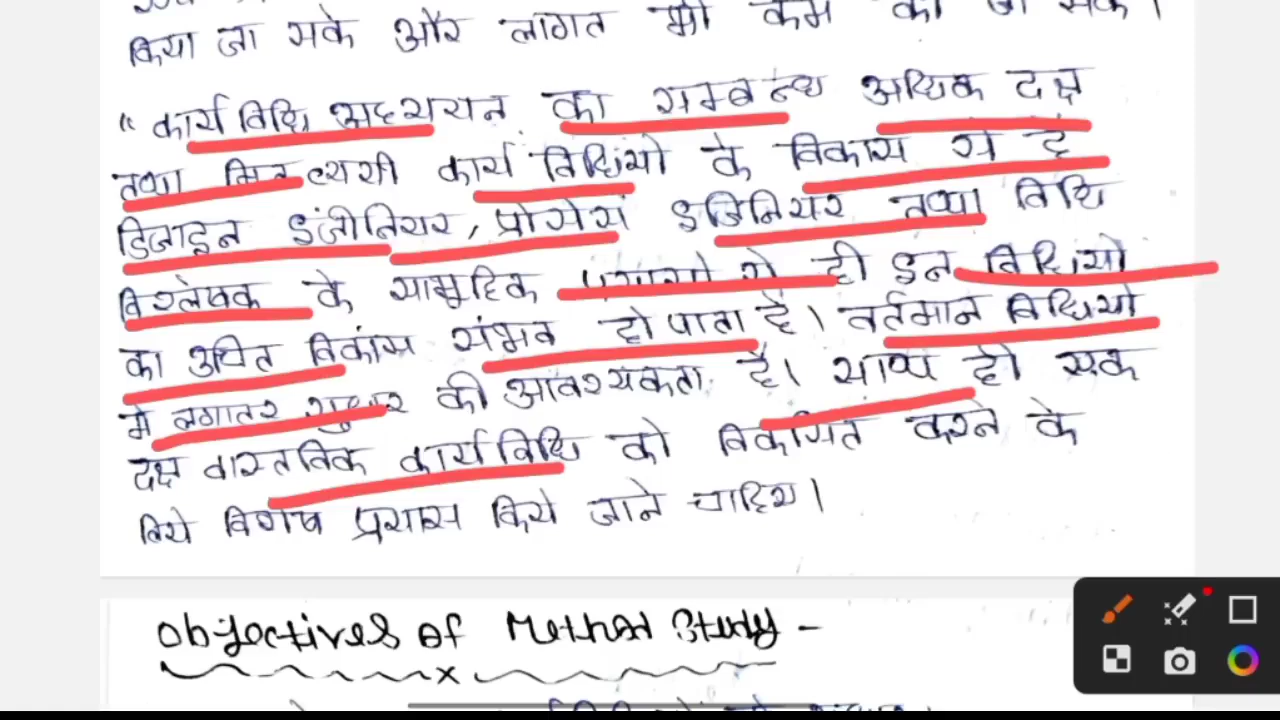 किया जा सके और लागत को कम की जा सके।
"कार्य विधि अध्ययन का सम्बन्ध अधिक दक्ष
तथा मितव्ययी कार्य विधियो के विकास से है
डिजाइन इंजीनियर, प्रोसेस इंजिनियर तथा विधि
विश्लेषक के सामूहिक प्रयासो से ही इन विधियो
का उचित विकास संभव हो पाता है। वर्तमान विधियो
मे लगातर सुधार की आवश्यकता है। साथ ही एक
दक्ष वास्तविक कार्य विधि को विकसित करने के
लिये विशेष प्रयास किये जाने चाहिए।
Objectives of Method Study -